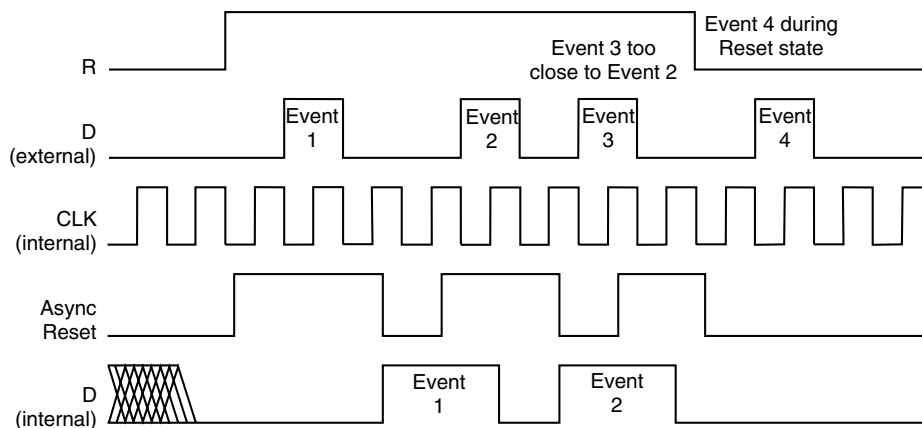 Event 4 during
Reset state
Event 3 too
close to Event 2
R
D
(external)
Event
1
Event
2
Event
3
Event
4
CLK
(internal)
Async
Reset
D
(internal)
Event
1
Event
2